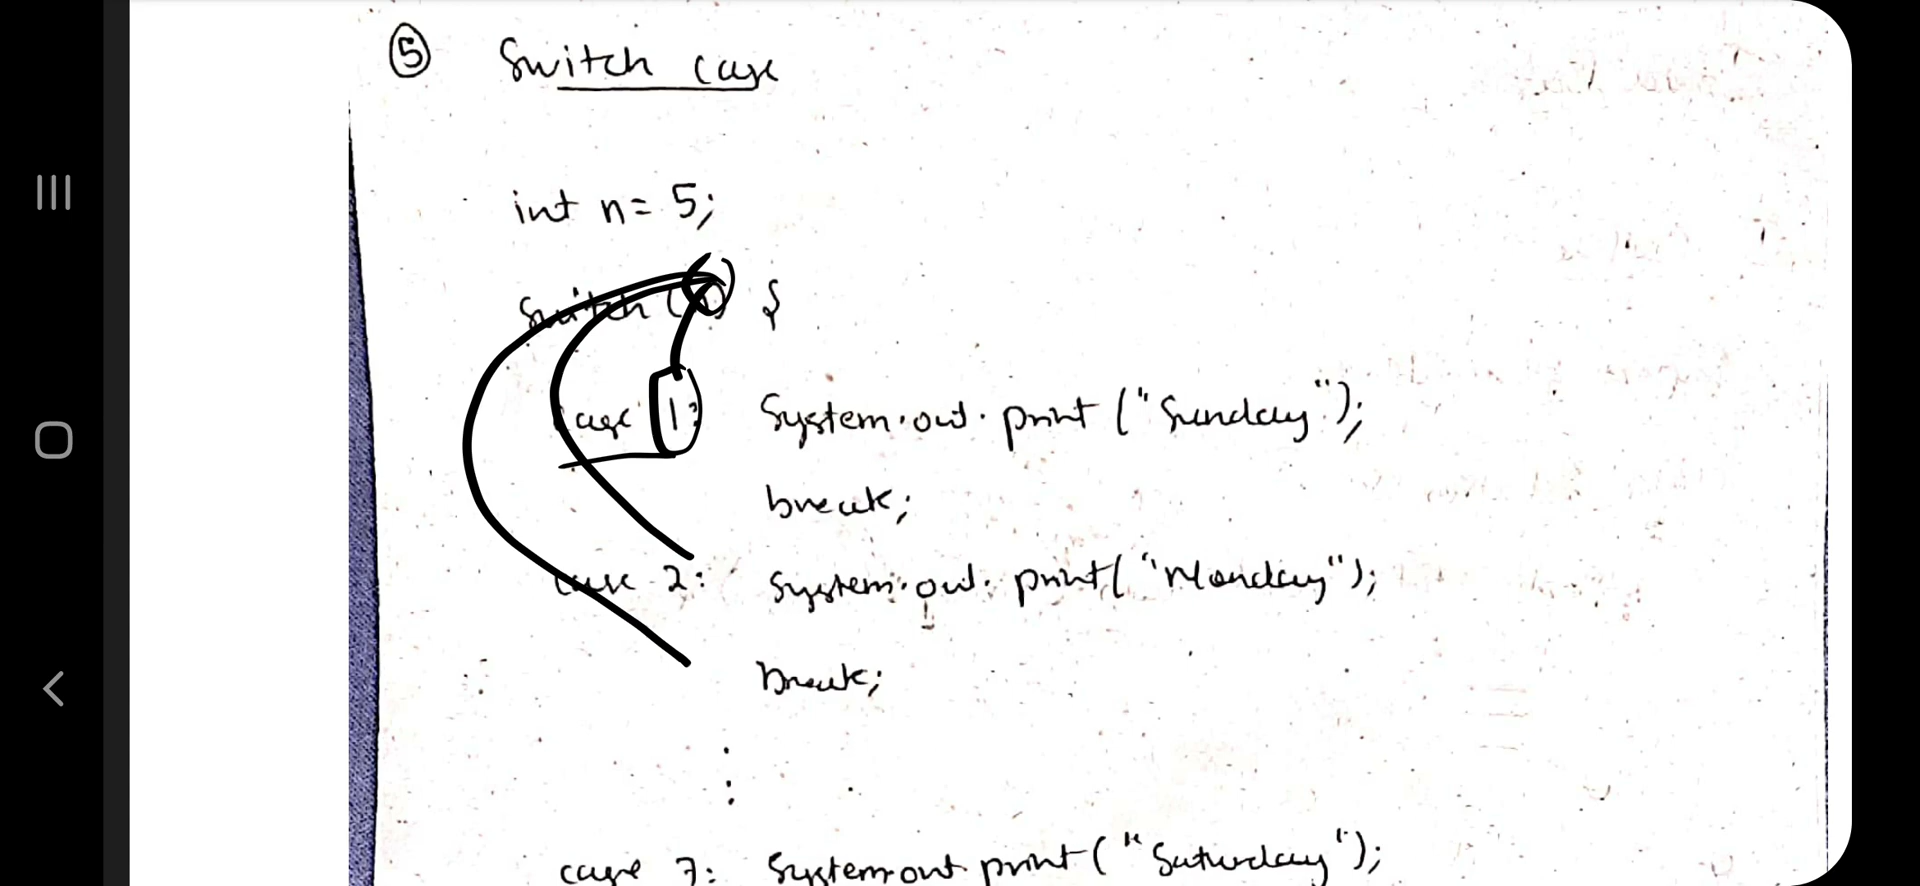 ⑤ Switch case
int n = 5;
Switch (n) {
case 1: System.out.print ("Sunday");
break;
case 2: System.out.print ("Monday");
break;
:
case 7: System.out.print ("Saturday");